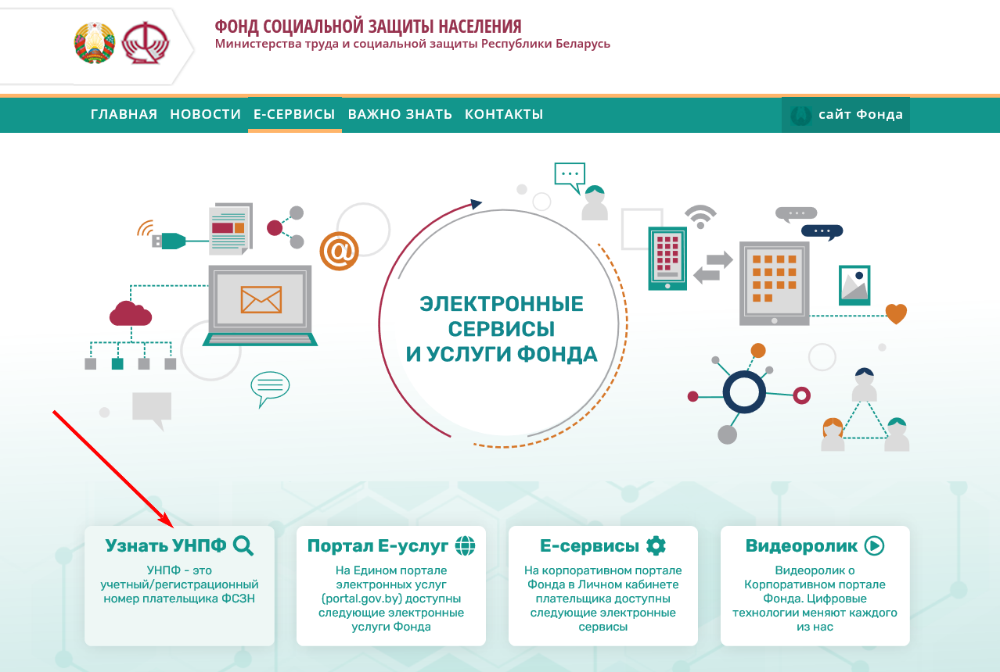 ФОНД СОЦИАЛЬНОЙ ЗАЩИТЫ НАСЕЛЕНИЯ
Министерства труда и социальной защиты Республики Беларусь
ГЛАВНАЯ НОВОСТИ Е-СЕРВИСЫ ВАЖНО ЗНАТЬ КОНТАКТЫ сайт Фонда
@
ЭЛЕКТРОННЫЕ
СЕРВИСЫ
И УСЛУГИ ФОНДА
Узнать УНПФ
УНПФ - это
учетный/регистрационный
номер плательщика ФСЗН
Портал Е-услуг
На Едином портале
электронных услуг
(portal.gov.by) доступны
следующие электронные
услуги Фонда
Е-сервисы
На корпоративном портале
Фонда в Личном кабинете
плательщика доступны
следующие электронные
сервисы
Видеоролик
Видеоролик о
Корпоративном портале
Фонда. Цифровые
технологии меняют каждого
из нас